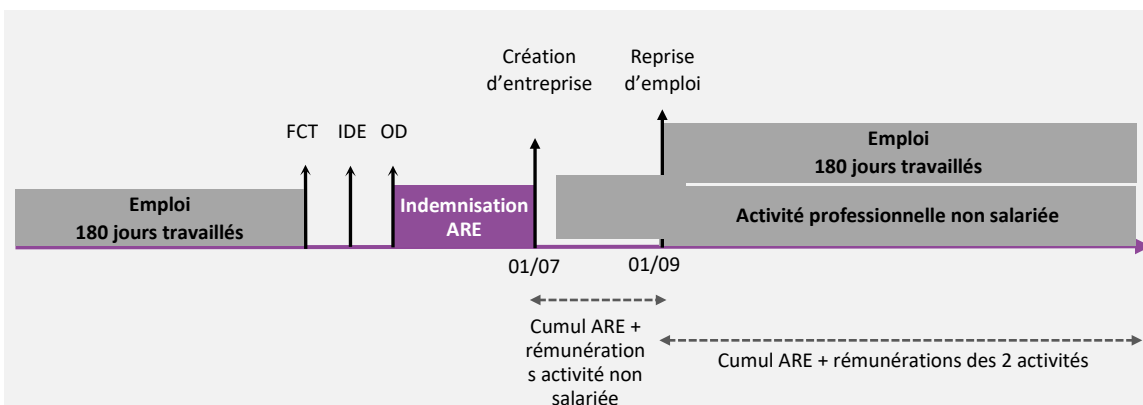 Création
d'entreprise
Reprise
d'emploi
FCT
IDE
OD
Emploi
180 jours travaillés
Emploi
180 jours travaillés
Indemnisation
ARE
Activité professionnelle non salariée
01/07
01/09
Cumul ARE +
rémunération
s activité non
salariée
Cumul ARE + rémunérations des 2 activités